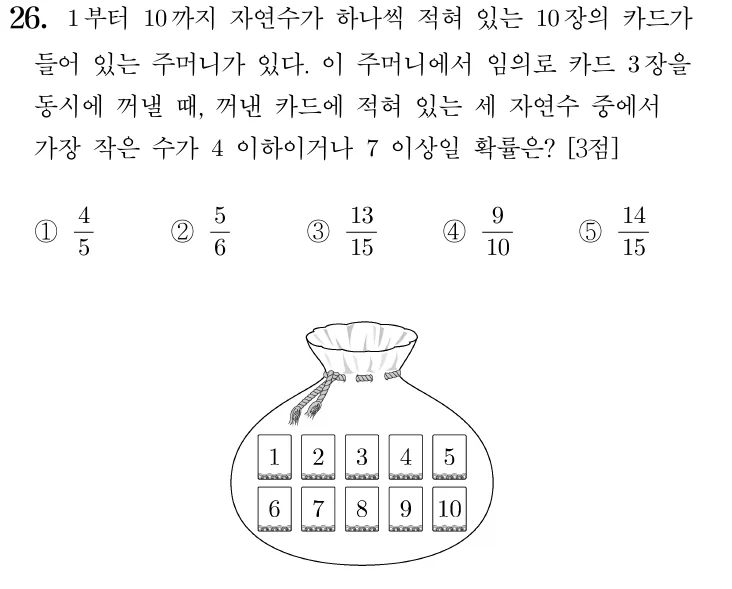 26. 1부터 10까지 자연수가 하나씩 적혀 있는 10장의 카드가
들어 있는 주머니가 있다. 이 주머니에서 임의로 카드 3장을
동시에 꺼낼 때, 꺼낸 카드에 적혀 있는 세 자연수 중에서
가장 작은 수가 4 이하이거나 7 이상일 확률은? [3점]
① 4/5 ② 5/6 ③ 13/15 ④ 9/10 ⑤ 14/15
1 2 3 4 5
6 7 8 9 10